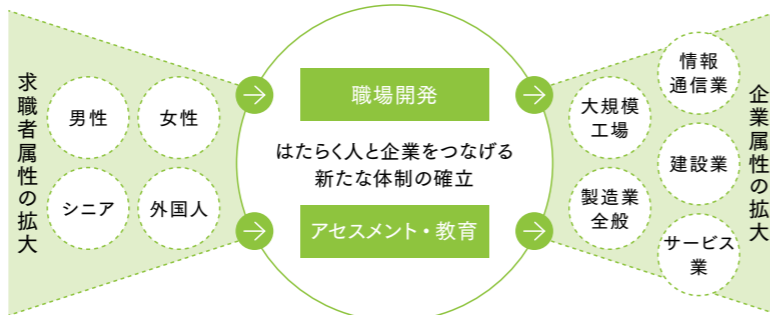 求職者属性の拡大
男性
女性
シニア
外国人
職場開発
はたらく人と企業をつなげる
新たな体制の確立
アセスメント・教育
大規模
工場
製造業
全般
情報
通信業
建設業
サービス
業
企業属性の拡大